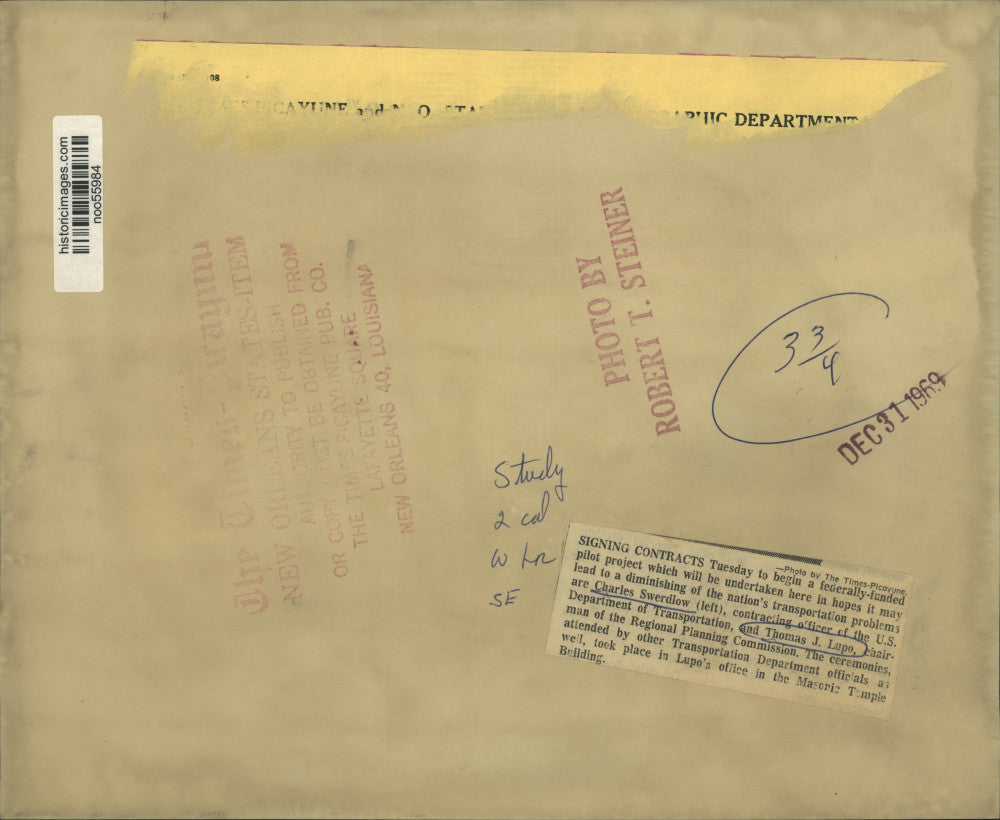 08
PICAYUNE and N. O. STA
APHIC DEPARTMENT
historicimages.com
noo55984
The Times-Picayune
NEW ORLEANS STATES-ITEM
AUTHORITY TO PUBLISH
OR COPY MUST BE OBTAINED FROM
THE TIMES-PICAYUNE PUB. CO.
LAFAYETTE SQUARE
NEW ORLEANS 40, LOUISIANA
PHOTO BY
ROBERT T. STEINER
3 3/4
DEC 31 1969
Study
2 col
SE
—Photo by The Times-Picayune.
SIGNING CONTRACTS Tuesday to begin a federally-funded
pilot project which will be undertaken here in hopes it may
lead to a diminishing of the nation's transportation problems
are Charles Swerdlow (left), contracting officer of the U.S.
Department of Transportation, and Thomas J. Lupo, chair-
man of the Regional Planning Commission. The ceremonies,
attended by other Transportation Department officials as
well, took place in Lupo's office in the Masonic Temple
Building.